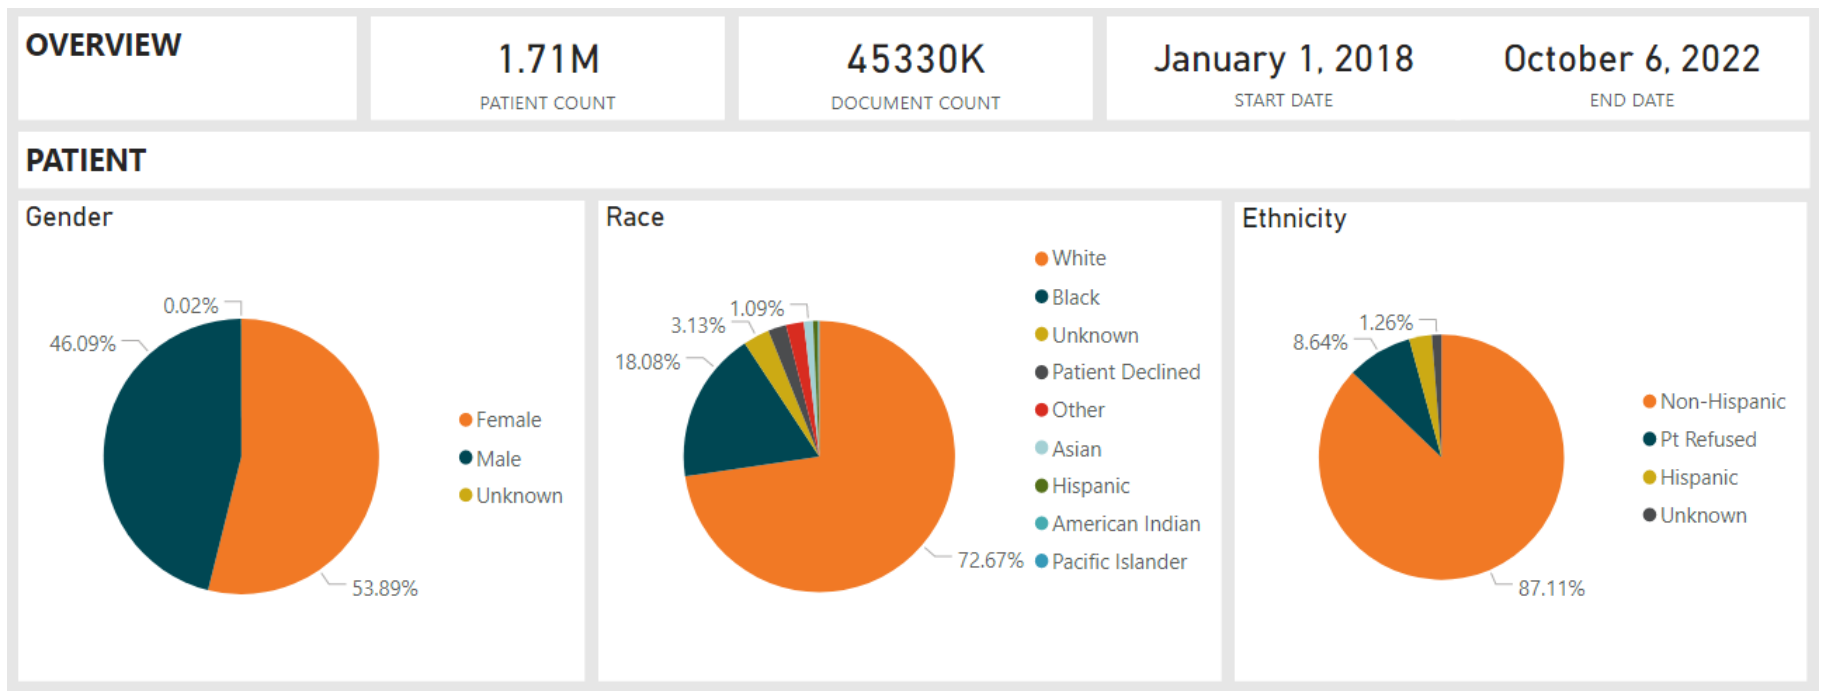 OVERVIEW
1.71M
PATIENT COUNT
45330K
DOCUMENT COUNT
January 1, 2018
START DATE
October 6, 2022
END DATE
PATIENT
Gender
0.02%
46.09%
53.89%
Female
Male
Unknown
Race
1.09%
3.13%
18.08%
72.67%
White
Black
Unknown
Patient Declined
Other
Asian
Hispanic
American Indian
Pacific Islander
Ethnicity
1.26%
8.64%
87.11%
Non-Hispanic
Pt Refused
Hispanic
Unknown